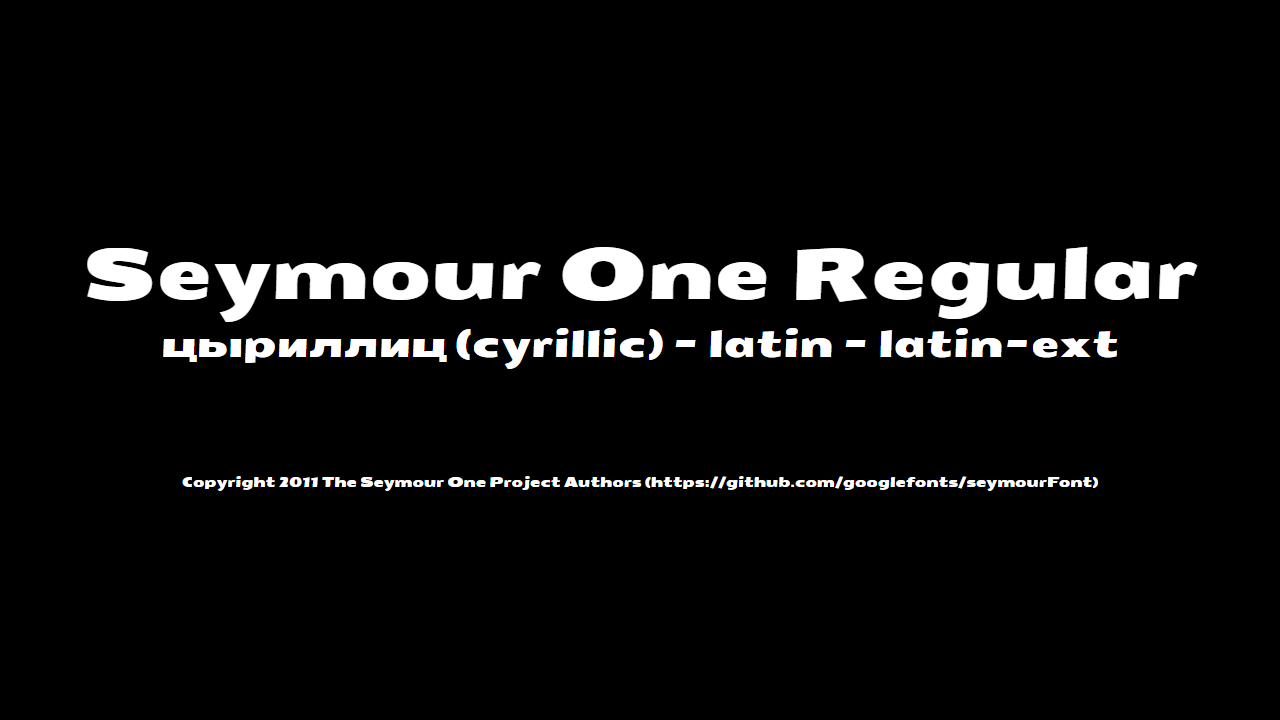 Seymour One Regular
цыриллиц (cyrillic) - latin - latin-ext
Copyright 2011 The Seymour One Project Authors (https://github.com/googlefonts/seymourFont)